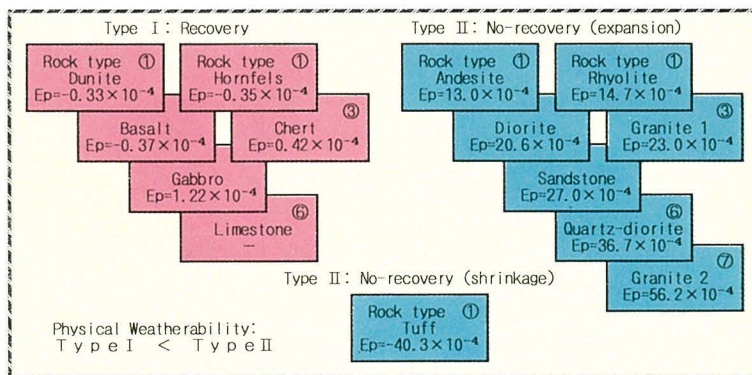 Type Ⅰ: Recovery
Rock type ①
Dunite
Ep=-0.33×10⁻⁴
Rock type ①
Hornfels
Ep=-0.35×10⁻⁴
Basalt
Ep=-0.37×10⁻⁴
③
Chert
Ep=0.42×10⁻⁴
Gabbro
Ep=1.22×10⁻⁴
⑥
Limestone
—
Type Ⅱ: No-recovery (expansion)
Rock type ①
Andesite
Ep=13.0×10⁻⁴
Rock type ①
Rhyolite
Ep=14.7×10⁻⁴
Diorite
Ep=20.6×10⁻⁴
③
Granite 1
Ep=23.0×10⁻⁴
Sandstone
Ep=27.0×10⁻⁴
⑥
Quartz-diorite
Ep=36.7×10⁻⁴
⑦
Granite 2
Ep=56.2×10⁻⁴
Type Ⅱ: No-recovery (shrinkage)
Rock type ①
Tuff
Ep=-40.3×10⁻⁴
Physical Weatherability:
TypeⅠ < TypeⅡ